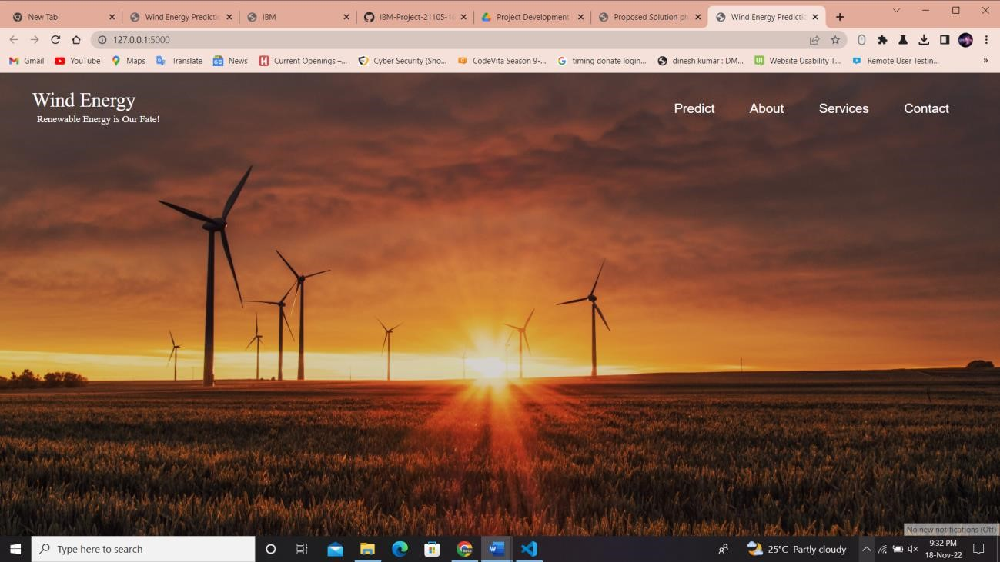 New Tab
Wind Energy Predictio
IBM
IBM-Project-21105-16
Project Development
Proposed Solution ph
Wind Energy Predictio
127.0.0.1:5000
Gmail YouTube Maps Translate News Current Openings –... Cyber Security (Sho... CodeVita Season 9-... timing donate login... dinesh kumar : DM... Website Usability T... Remote User Testin... »
Wind Energy
Renewable Energy is Our Fate!
Predict About Services Contact
No new notifications (Off)
Type here to search
25°C Partly cloudy
9:32 PM
18-Nov-22